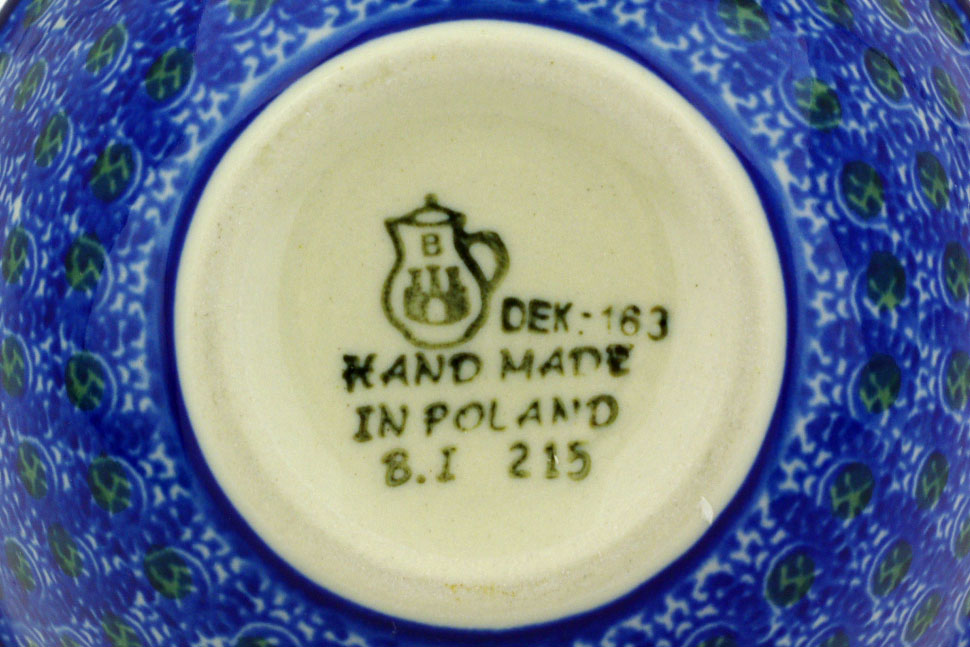 B
DEK:-163
HAND MADE
IN POLAND
B.I 215